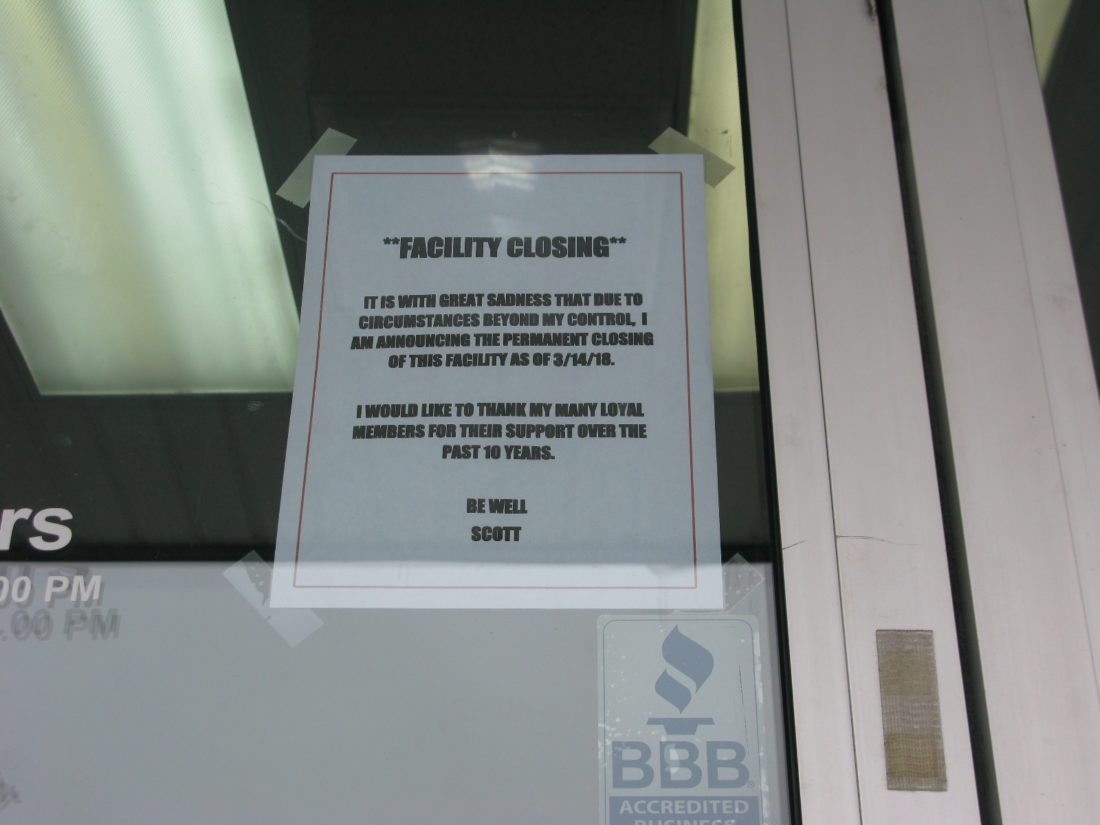 **FACILITY CLOSING**
IT IS WITH GREAT SADNESS THAT DUE TO
CIRCUMSTANCES BEYOND MY CONTROL, I
AM ANNOUNCING THE PERMANENT CLOSING
OF THIS FACILITY AS OF 3/14/18.
I WOULD LIKE TO THANK MY MANY LOYAL
MEMBERS FOR THEIR SUPPORT OVER THE
PAST 10 YEARS.
BE WELL
SCOTT
rs
00 PM
BBB
ACCREDITED
BUSINESS